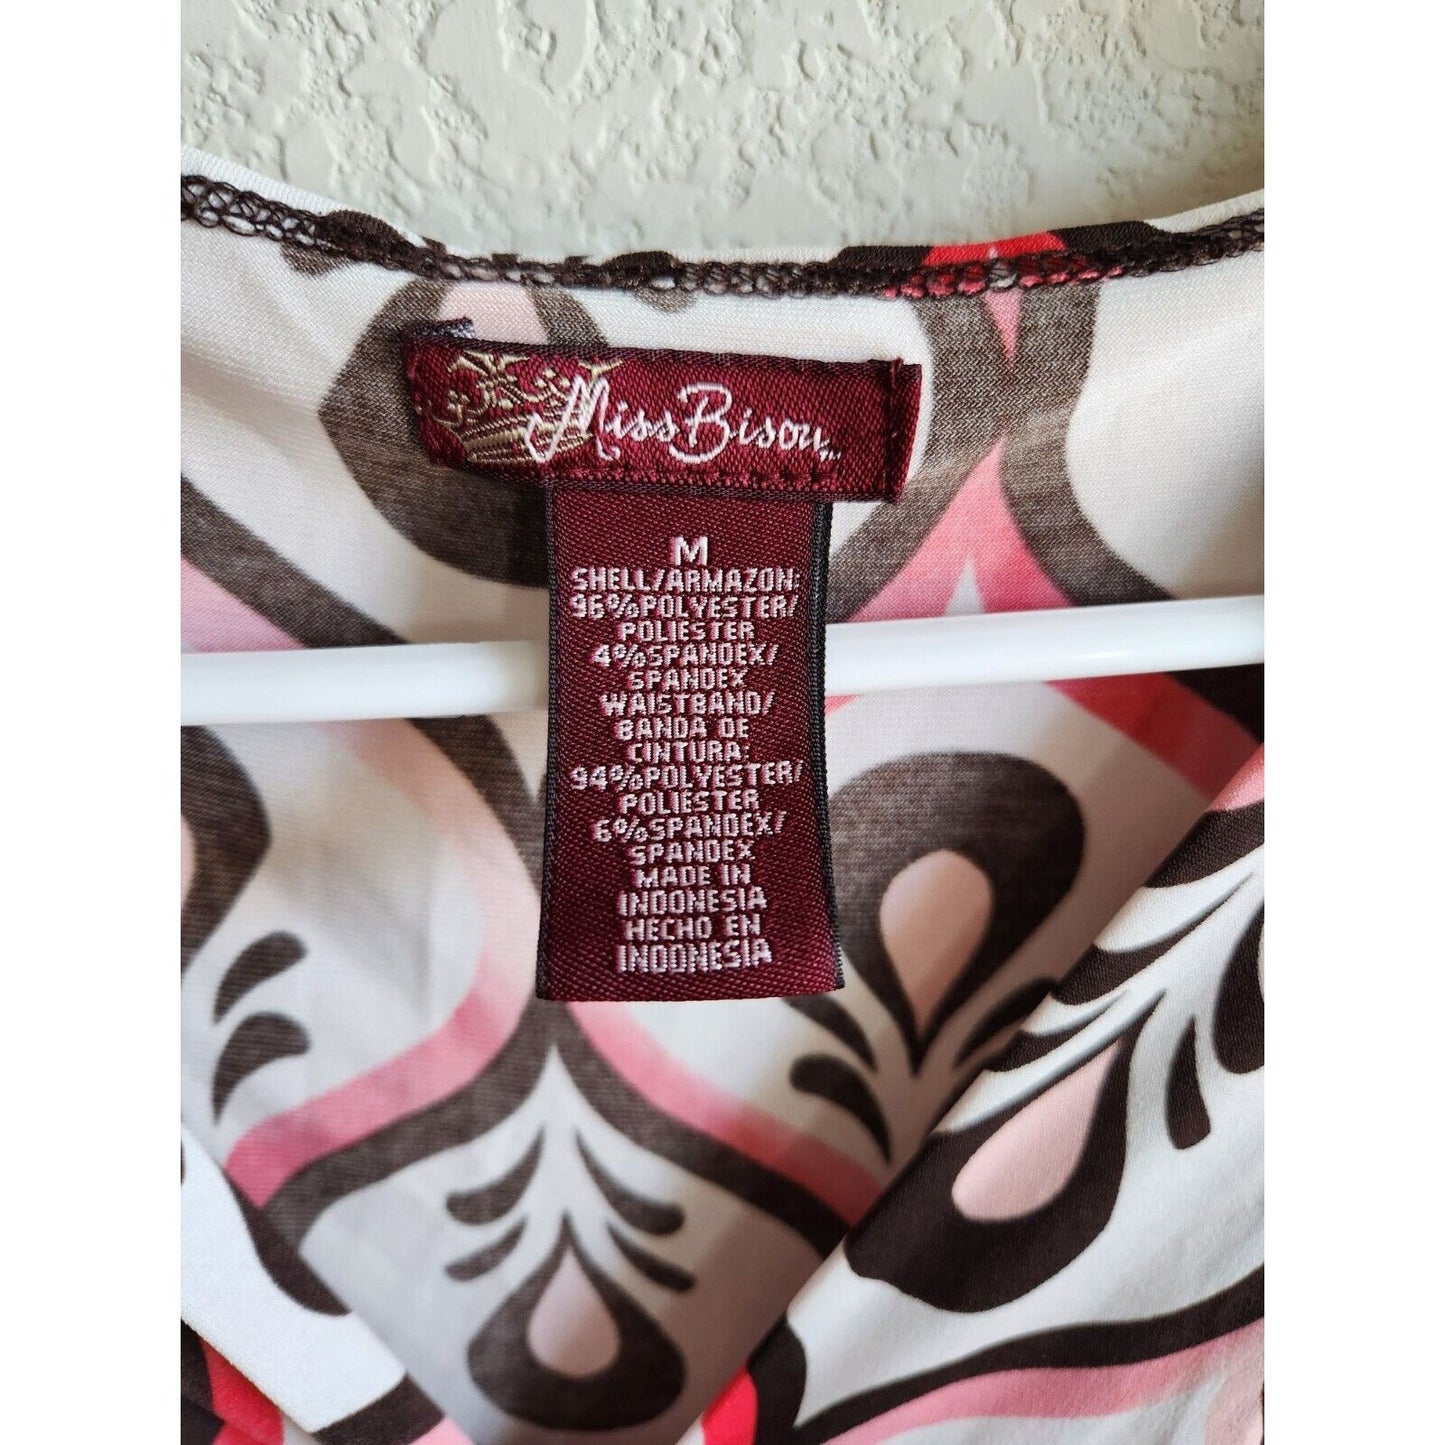 Miss Bisou
M
SHELL/ARMAZON:
96%POLYESTER/
POLIESTER
4%SPANDEX/
SPANDEX
WAISTBAND/
BANDA DE
CINTURA:
94%POLYESTER/
POLIESTER
6%SPANDEX/
SPANDEX
MADE IN
INDONESIA
HECHO EN
INDONESIA